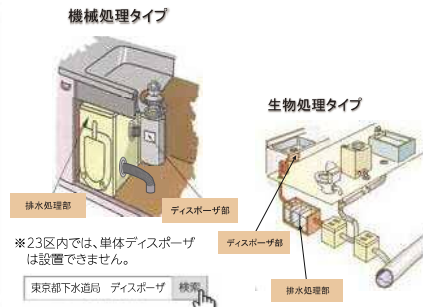 機械処理タイプ
生物処理タイプ
排水処理部
ディスポーザ部
※23区内では、単体ディスポーザ
は設置できません。
ディスポーザ部
排水処理部
東京都下水道局 ディスポーザ 検索